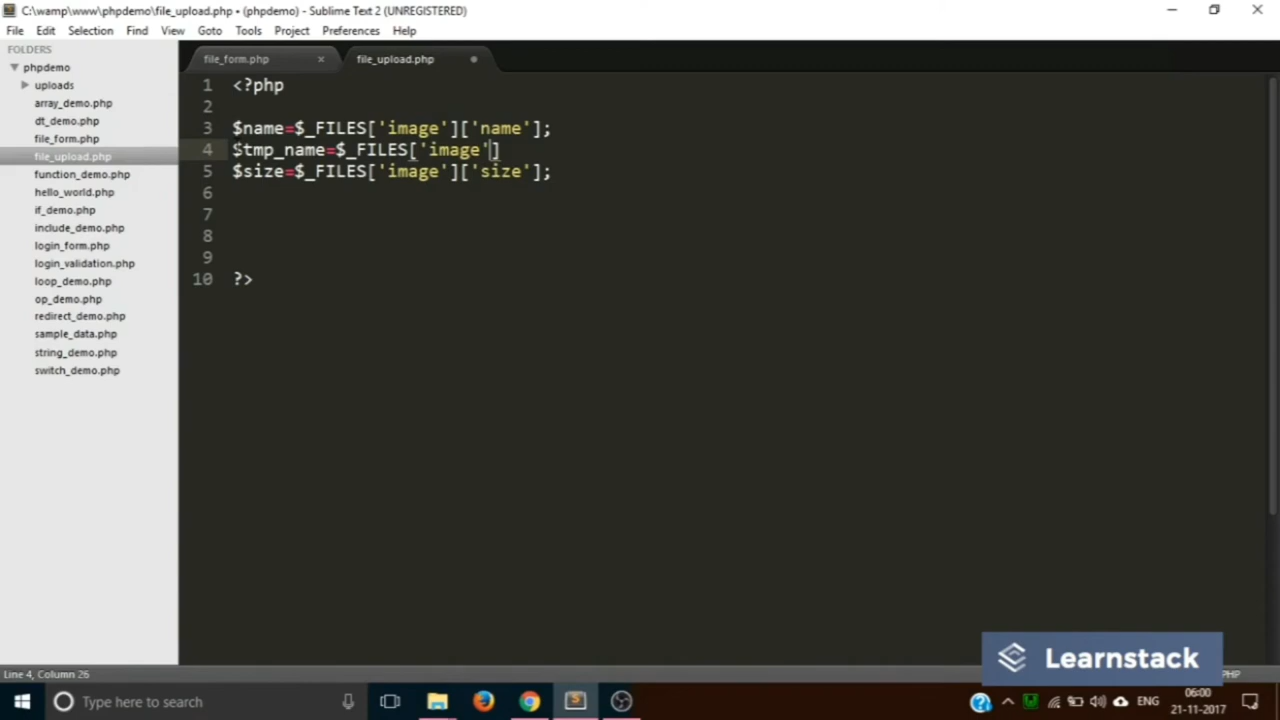 C:\wamp\www\phpdemo\file_upload.php • (phpdemo) - Sublime Text 2 (UNREGISTERED)
File Edit Selection Find View Goto Tools Project Preferences Help
FOLDERS
phpdemo
uploads
array_demo.php
dt_demo.php
file_form.php
file_upload.php
function_demo.php
hello_world.php
if_demo.php
include_demo.php
login_form.php
login_validation.php
loop_demo.php
op_demo.php
redirect_demo.php
sample_data.php
string_demo.php
switch_demo.php
file_form.php × file_upload.php •
1 <?php
2
3 $name=$_FILES['image']['name'];
4 $tmp_name=$_FILES['image']
5 $size=$_FILES['image']['size'];
6
7
8
9
10 ?>
Learnstack
Line 4, Column 26
PHP
Type here to search
ENG
06:00
21-11-2017